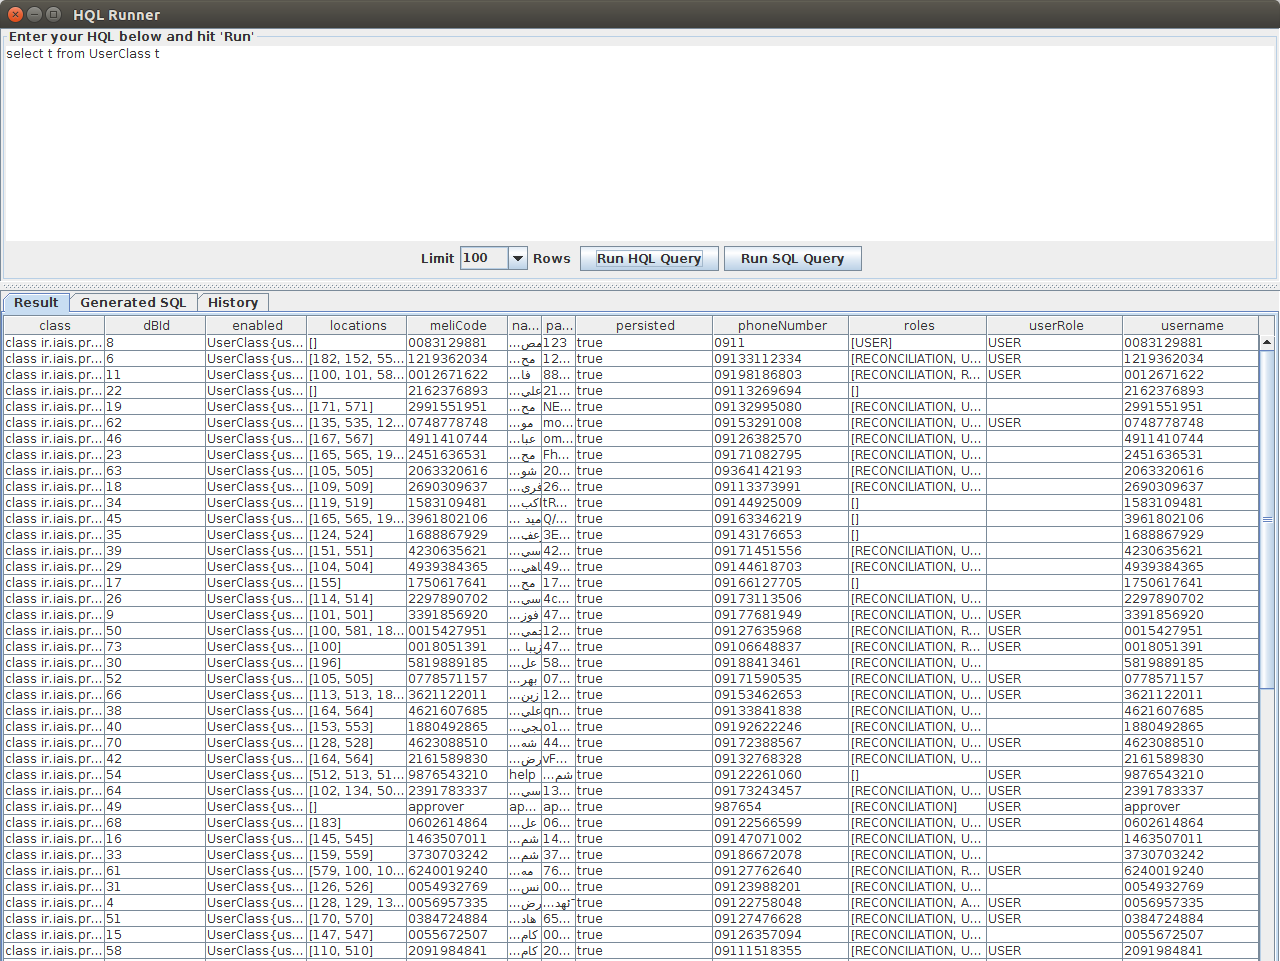 HQL Runner
Enter your HQL below and hit 'Run'
select t from UserClass t
Limit 100 Rows Run HQL Query Run SQL Query
Result Generated SQL History
class dBId enabled locations meliCode na... pa... persisted phoneNumber roles userRole username
class ir.iais.pr... 8 UserClass{us... [] 0083129881 مص... 123 true 0911 [USER] USER 0083129881
class ir.iais.pr... 6 UserClass{us... [182, 152, 55... 1219362034 مح... 12... true 09133112334 [RECONCILIATION, U... USER 1219362034
class ir.iais.pr... 11 UserClass{us... [100, 101, 58... 0012671622 فا... 88... true 09198186803 [RECONCILIATION, R... USER 0012671622
class ir.iais.pr... 22 UserClass{us... [] 2162376893 علي... 21... true 09113269694 [] 2162376893
class ir.iais.pr... 19 UserClass{us... [171, 571] 2991551951 مح... NE... true 09132995080 [RECONCILIATION, U... 2991551951
class ir.iais.pr... 62 UserClass{us... [135, 535, 12... 0748778748 مو... mo... true 09153291008 [RECONCILIATION, U... USER 0748778748
class ir.iais.pr... 46 UserClass{us... [167, 567] 4911410744 عبا... om... true 09126382570 [RECONCILIATION, U... 4911410744
class ir.iais.pr... 23 UserClass{us... [165, 565, 19... 2451636531 مح... Fh... true 09171082795 [RECONCILIATION, U... 2451636531
class ir.iais.pr... 63 UserClass{us... [105, 505] 2063320616 شو... 20... true 09364142193 [RECONCILIATION, U... 2063320616
class ir.iais.pr... 18 UserClass{us... [109, 509] 2690309637 26... true 09113373991 [RECONCILIATION, U... 2690309637
class ir.iais.pr... 34 UserClass{us... [119, 519] 1583109481 tR... true 09144925009 [] 1583109481
class ir.iais.pr... 45 UserClass{us... [165, 565, 19... 3961802106 Q/... true 09163346219 [] 3961802106
class ir.iais.pr... 35 UserClass{us... [124, 524] 1688867929 3E... true 09143176653 [] 1688867929
class ir.iais.pr... 39 UserClass{us... [151, 551] 4230635621 42... true 09171451556 [RECONCILIATION, U... 4230635621
class ir.iais.pr... 29 UserClass{us... [104, 504] 4939384365 49... true 09144618703 [RECONCILIATION, U... 4939384365
class ir.iais.pr... 17 UserClass{us... [155] 1750617641 مح... 17... true 09166127705 [] 1750617641
class ir.iais.pr... 26 UserClass{us... [114, 514] 2297890702 4c... true 09173113506 [RECONCILIATION, U... 2297890702
class ir.iais.pr... 9 UserClass{us... [101, 501] 3391856920 فوز... 47... true 09177681949 [RECONCILIATION, U... USER 3391856920
class ir.iais.pr... 50 UserClass{us... [100, 581, 18... 0015427951 12... true 09127635968 [RECONCILIATION, R... USER 0015427951
class ir.iais.pr... 73 UserClass{us... [100] 0018051391 زیبا ... 47... true 09106648837 [RECONCILIATION, R... USER 0018051391
class ir.iais.pr... 30 UserClass{us... [196] 5819889185 عل... 58... true 09188413461 [RECONCILIATION, U... 5819889185
class ir.iais.pr... 52 UserClass{us... [105, 505] 0778571157 بهر... 07... true 09171590535 [RECONCILIATION, U... USER 0778571157
class ir.iais.pr... 66 UserClass{us... [113, 513, 18... 3621122011 زین... 12... true 09153462653 [RECONCILIATION, U... USER 3621122011
class ir.iais.pr... 38 UserClass{us... [164, 564] 4621607685 علي... qn... true 09133841838 [RECONCILIATION, U... 4621607685
class ir.iais.pr... 40 UserClass{us... [153, 553] 1880492865 o1... true 09192622246 [RECONCILIATION, U... 1880492865
class ir.iais.pr... 70 UserClass{us... [128, 528] 4623088510 شه... 44... true 09172388567 [RECONCILIATION, U... USER 4623088510
class ir.iais.pr... 42 UserClass{us... [164, 564] 2161589830 رض... vF... true 09132768328 [RECONCILIATION, U... 2161589830
class ir.iais.pr... 54 UserClass{us... [512, 513, 51... 9876543210 help شم... true 09122261060 [] USER 9876543210
class ir.iais.pr... 64 UserClass{us... [102, 134, 50... 2391783337 13... true 09173243457 [RECONCILIATION, U... USER 2391783337
class ir.iais.pr... 49 UserClass{us... [] approver ap... ap... true 987654 [RECONCILIATION] USER approver
class ir.iais.pr... 68 UserClass{us... [183] 0602614864 عل... 06... true 09122566599 [RECONCILIATION, U... USER 0602614864
class ir.iais.pr... 16 UserClass{us... [145, 545] 1463507011 شم... 14... true 09147071002 [RECONCILIATION, U... 1463507011
class ir.iais.pr... 33 UserClass{us... [159, 559] 3730703242 شم... 37... true 09186672078 [RECONCILIATION, U... 3730703242
class ir.iais.pr... 61 UserClass{us... [579, 100, 10... 6240019240 مه... 76... true 09127762640 [RECONCILIATION, R... USER 6240019240
class ir.iais.pr... 31 UserClass{us... [126, 526] 0054932769 نس... 00... true 09123988201 [RECONCILIATION, U... 0054932769
class ir.iais.pr... 4 UserClass{us... [128, 129, 13... 0056957335 رض... true 09122758048 [RECONCILIATION, A... USER 0056957335
class ir.iais.pr... 51 UserClass{us... [170, 570] 0384724884 هاد... 65... true 09127476628 [RECONCILIATION, U... USER 0384724884
class ir.iais.pr... 15 UserClass{us... [147, 547] 0055672507 كام... 00... true 09126357094 [RECONCILIATION, U... 0055672507
class ir.iais.pr... 58 UserClass{us... [110, 510] 2091984841 كام... 20... true 09111518355 [RECONCILIATION, U... USER 2091984841